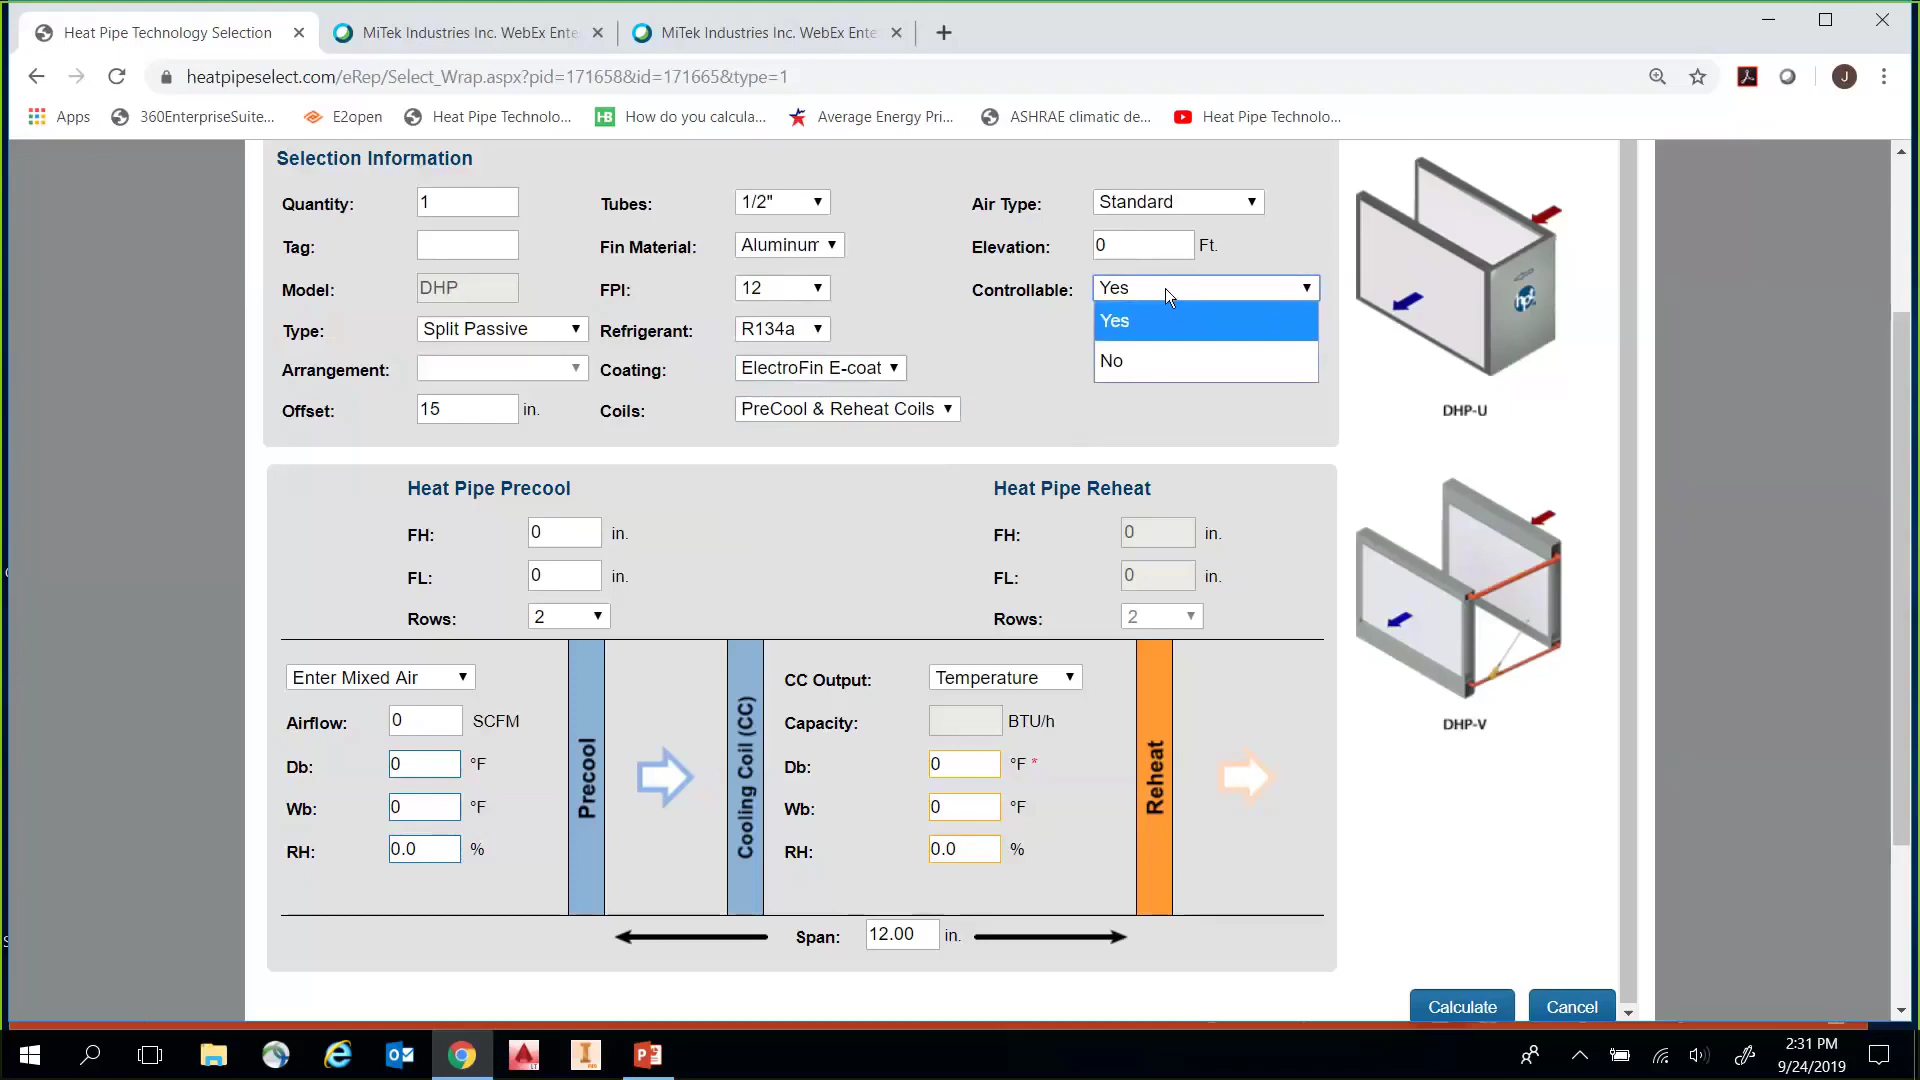 Heat Pipe Technology Selection
MiTek Industries Inc. WebEx Ente
MiTek Industries Inc. WebEx Ente
heatpipeselect.com/eRep/Select_Wrap.aspx?pid=171658&id=171665&type=1
J
Apps 360EnterpriseSuite... E2open Heat Pipe Technolo... HB How do you calcula... Average Energy Pri... ASHRAE climatic de... Heat Pipe Technolo...
Selection Information
Quantity: 1 Tubes: 1/2" Air Type: Standard
Tag: Fin Material: Aluminum Elevation: 0 Ft.
Model: DHP FPI: 12 Controllable: Yes
Yes
No
Type: Split Passive Refrigerant: R134a
Arrangement: Coating: ElectroFin E-coat
Offset: 15 in. Coils: PreCool & Reheat Coils
hpt
DHP-U
DHP-V
Heat Pipe Precool Heat Pipe Reheat
FH: 0 in. FH: 0 in.
FL: 0 in. FL: 0 in.
Rows: 2 Rows: 2
Enter Mixed Air CC Output: Temperature
Airflow: 0 SCFM Capacity: BTU/h
Db: 0 °F Db: 0 °F *
Wb: 0 °F Wb: 0 °F
RH: 0.0 % RH: 0.0 %
Precool
Cooling Coil (CC)
Reheat
Span: 12.00 in.
Calculate Cancel
2:31 PM
9/24/2019